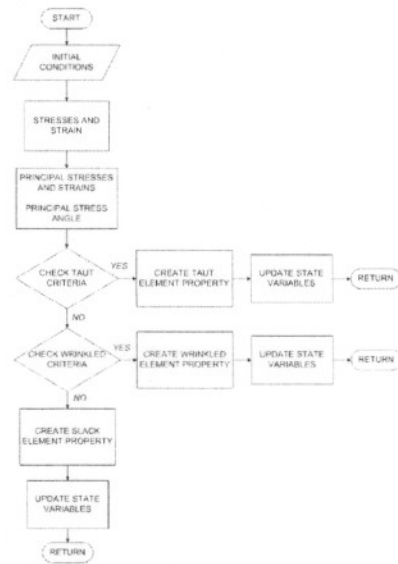 START
INITIAL
CONDITIONS
STRESSES AND
STRAIN
PRINCIPAL STRESSES
AND STRAINS
PRINCIPAL STRESS
ANGLE
CHECK TAUT
CRITERIA
YES
CREATE TAUT
ELEMENT PROPERTY
UPDATE STATE
VARIABLES
RETURN
NO
CHECK WRINKLED
CRITERIA
YES
CREATE WRINKLED
ELEMENT PROPERTY
UPDATE STATE
VARIABLES
RETURN
NO
CREATE SLACK
ELEMENT PROPERTY
UPDATE STATE
VARIABLES
RETURN